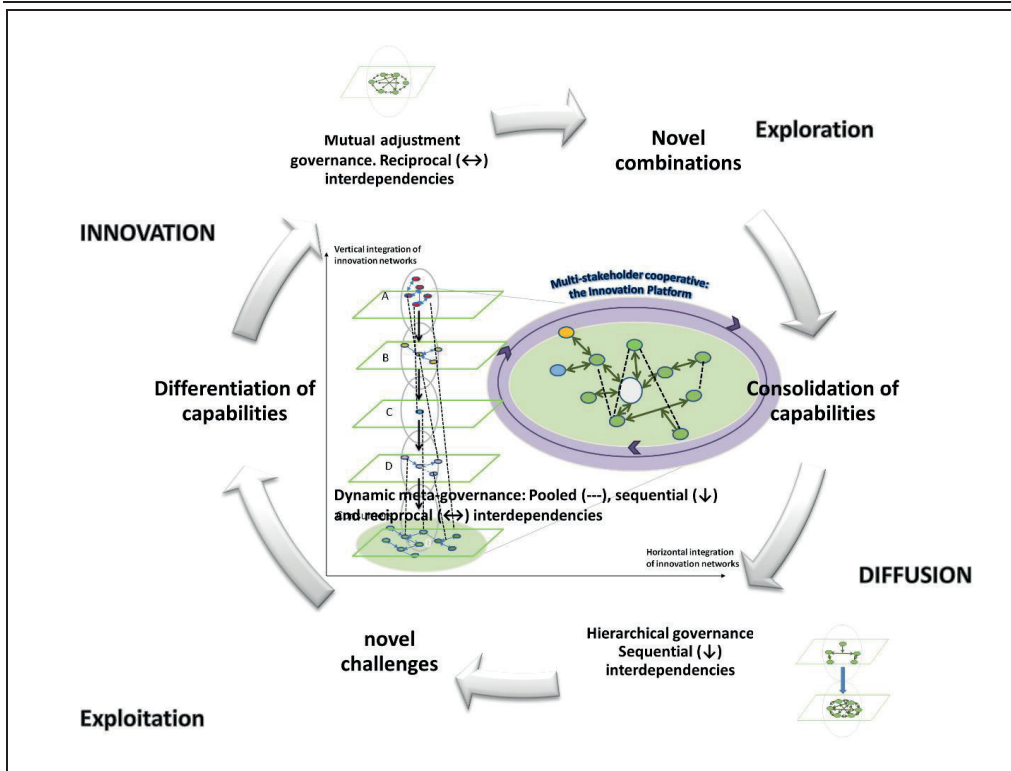 Mutual adjustment
governance. Reciprocal (↔)
interdependencies
Novel
combinations
Exploration
INNOVATION
Vertical integration of
innovation networks
Multi-stakeholder cooperative:
the Innovation Platform
A
B
C
D
Differentiation of
capabilities
Consolidation of
capabilities
Dynamic meta-governance: Pooled (---), sequential (↓)
and reciprocal (↔) interdependencies
Horizontal integration
of innovation networks
DIFFUSION
Hierarchical governance
Sequential (↓)
interdependencies
novel
challenges
Exploitation